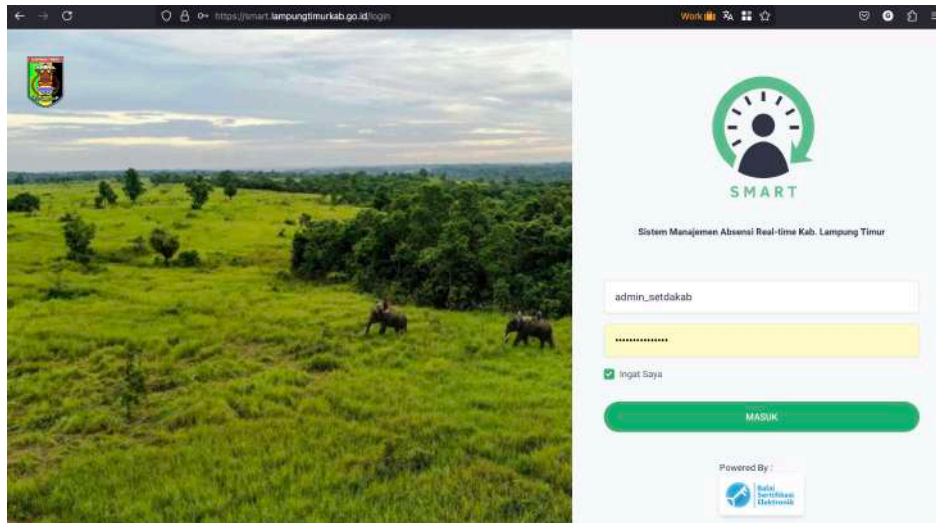 https://smart.lampungtimurkab.go.id/login
Work
SMART
Sistem Manajemen Absensi Real-time Kab. Lampung Timur
admin_setdakab
Ingat Saya
MASUK
Powered By :
Balai
Sertifikasi
Elektronik